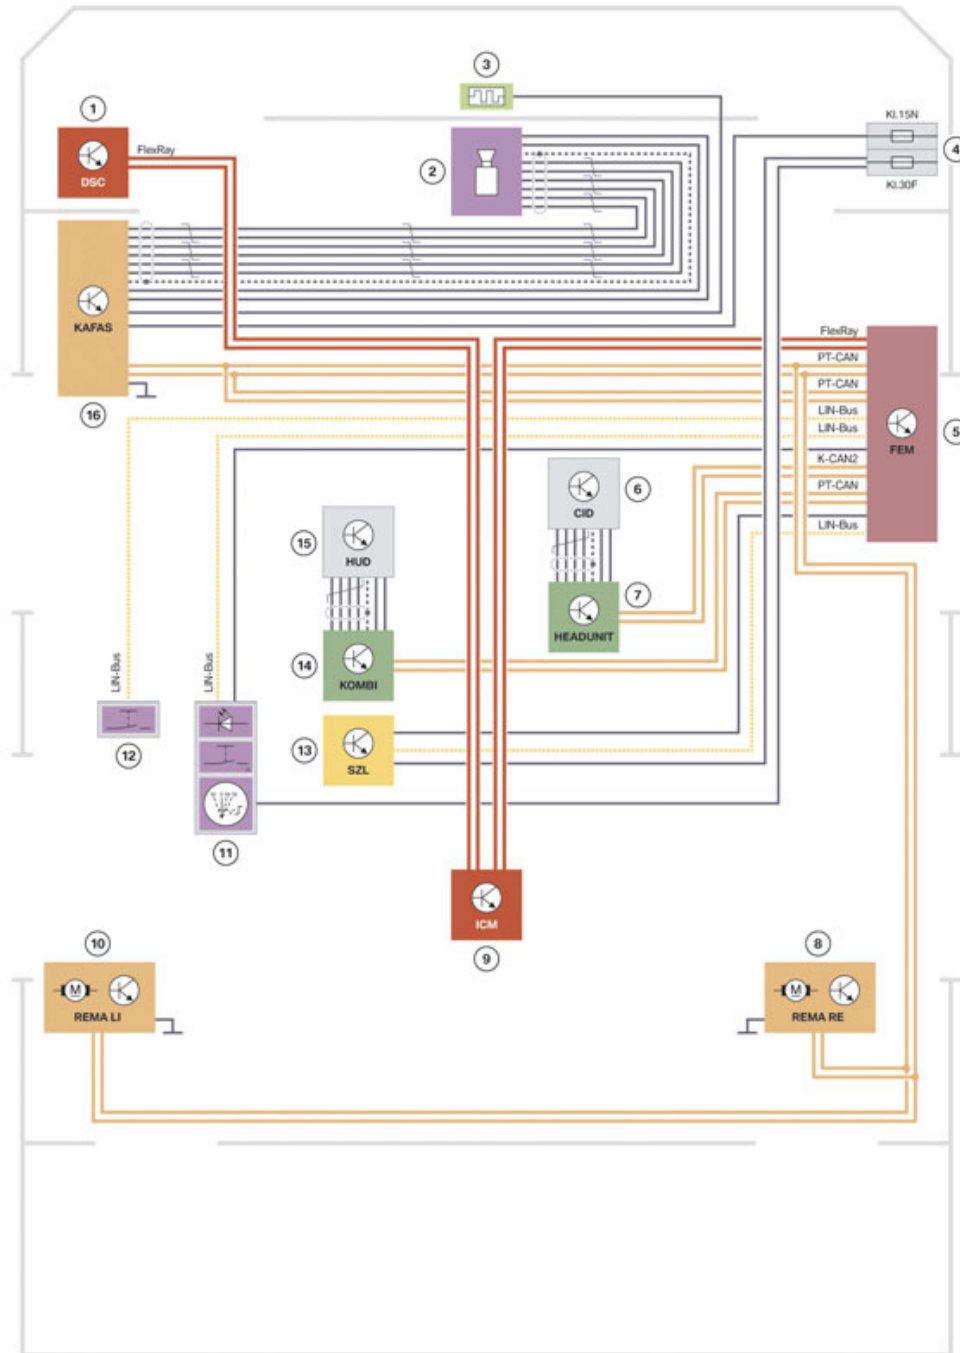 3
1
Kl.15N
FlexRay
2
4
DSC
Kl.30F
KAFAS
FlexRay
PT-CAN
PT-CAN
16
LIN-Bus
LIN-Bus
5
FEM
K-CAN2
6
PT-CAN
CID
15
LIN-Bus
HUD
7
HEADUNIT
LIN-Bus
LIN-Bus
14
KOMBI
12
13
SZL
11
ICM
10
8
9
M
M
REMA LI
REMA RE